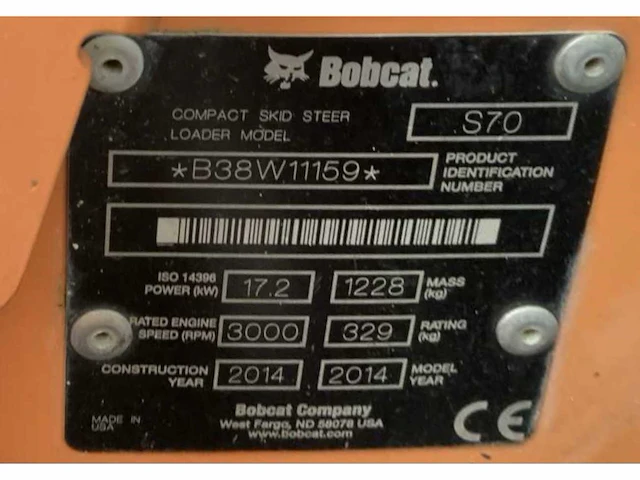 Bobcat.
COMPACT SKID STEER
LOADER MODEL
S70
*B38W11159*
PRODUCT
IDENTIFICATION
NUMBER
ISO 14396
POWER (kW)
17.2
1228
MASS
(kg)
RATED ENGINE
SPEED (RPM)
3000
329
RATING
(kg)
CONSTRUCTION
YEAR
2014
2014
MODEL
YEAR
MADE IN
USA
Bobcat Company
West Fargo, ND 58078 USA
www.bobcat.com
CE